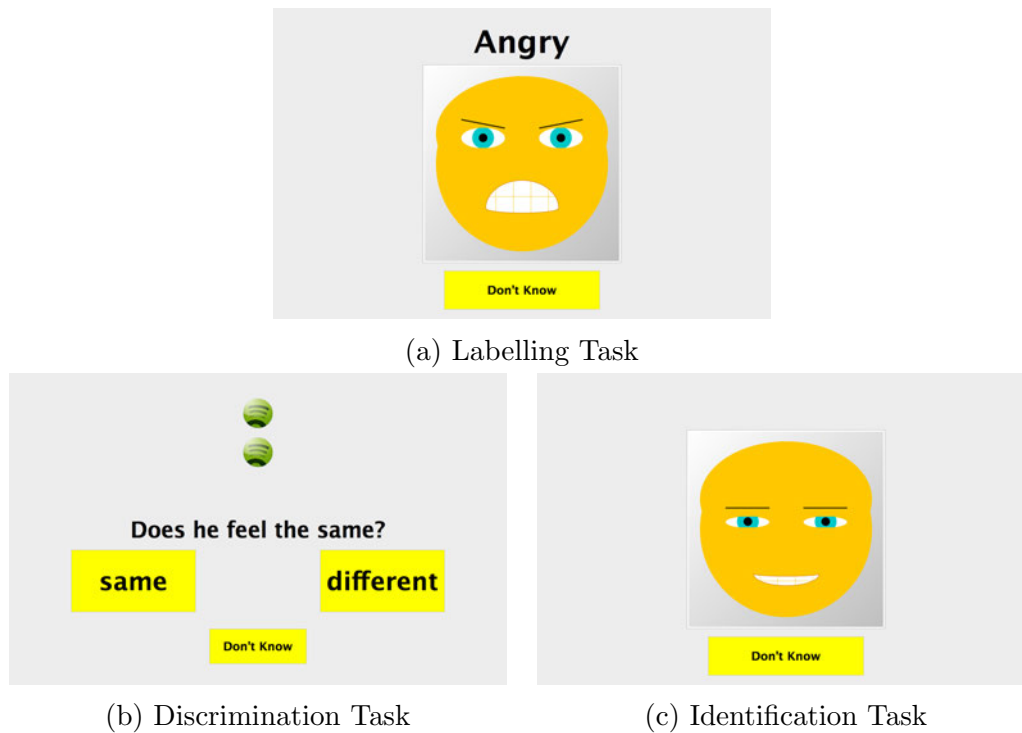 Angry
Don't Know
(a) Labelling Task
Does he feel the same?
same different
Don't Know
(b) Discrimination Task
Don't Know
(c) Identification Task